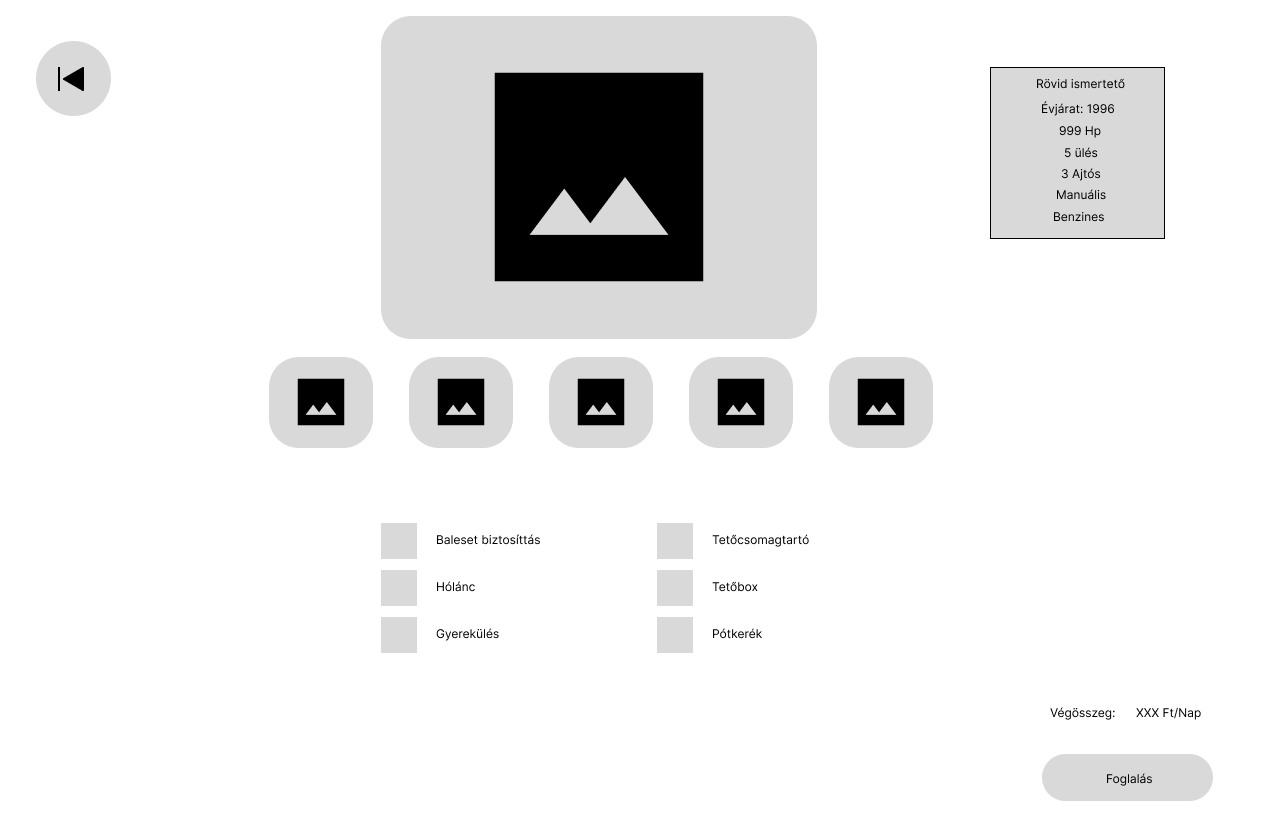 Rövid ismertető
Évjárat: 1996
999 Hp
5 ülés
3 Ajtós
Manuális
Benzines
Baleset biztosíttás
Tetőcsomagtartó
Hólánc
Tetőbox
Gyerekülés
Pótkerék
Végösszeg: XXX Ft/Nap
Foglalás